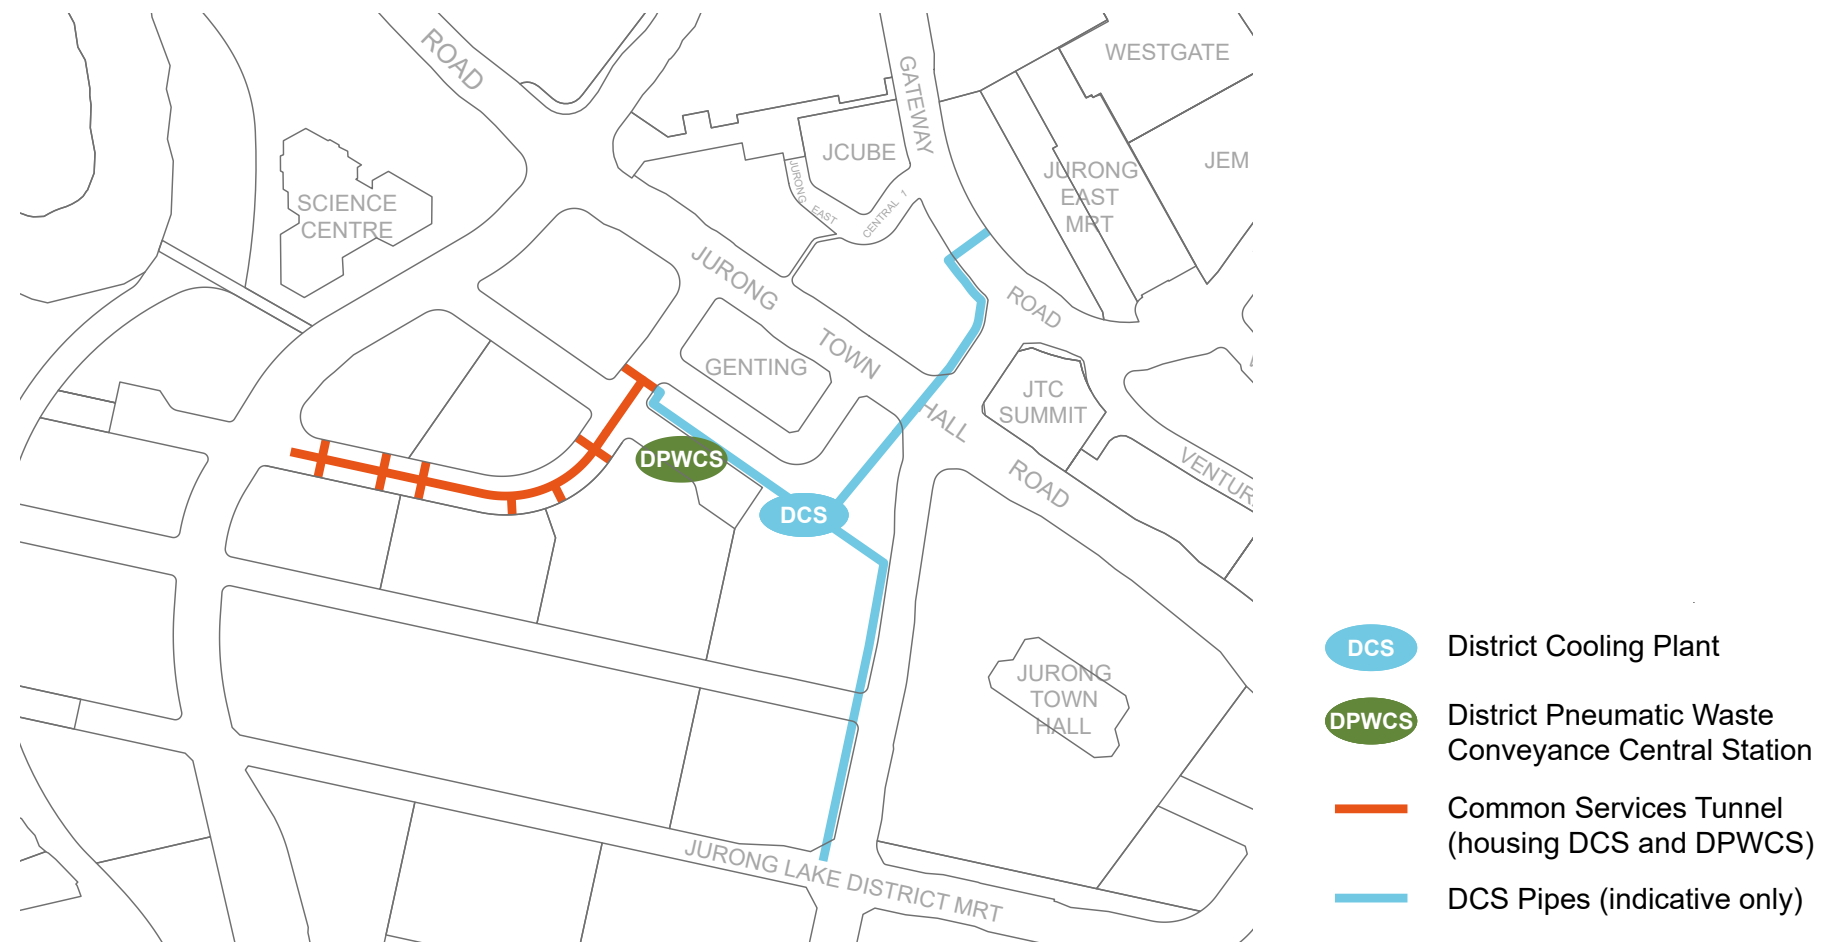 ROAD
GATEWAY
WESTGATE
JCUBE
JURONG
EAST
MRT
JEM
SCIENCE
CENTRE
JURONG
EAST
CENTRAL 1
JURONG
TOWN
HALL
ROAD
ROAD
GENTING
JTC
SUMMIT
DPWCS
DCS
VENTUR
JURONG
TOWN
HALL
JURONG LAKE DISTRICT MRT
DCS
District Cooling Plant
DPWCS
District Pneumatic Waste
Conveyance Central Station
Common Services Tunnel
(housing DCS and DPWCS)
DCS Pipes (indicative only)